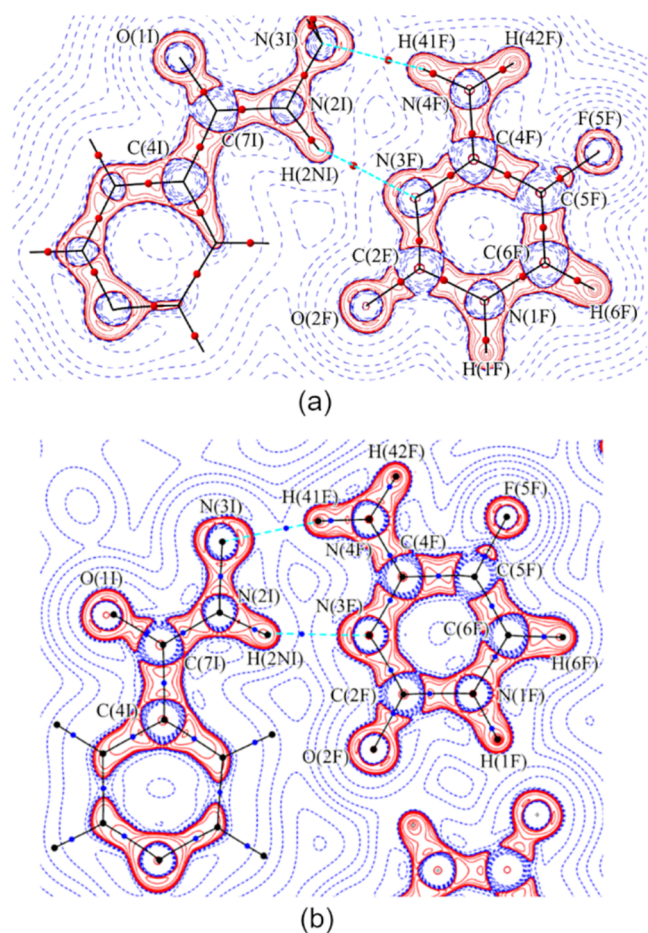 O(1I)
N(3I)
H(41F)
H(42F)
N(2I)
N(4F)
F(5F)
C(4I)
C(7I)
C(4F)
H(2NI)
N(3F)
C(5F)
C(2F)
C(6F)
O(2F)
N(1F)
H(6F)
H(1F)
(a)
H(42F)
N(3I)
H(41F)
F(5F)
N(4F)
C(4F)
O(1I)
N(2I)
C(5F)
N(3F)
C(6F)
C(7I)
H(2NI)
H(6F)
C(4I)
C(2F)
N(1F)
O(2F)
H(1F)
(b)